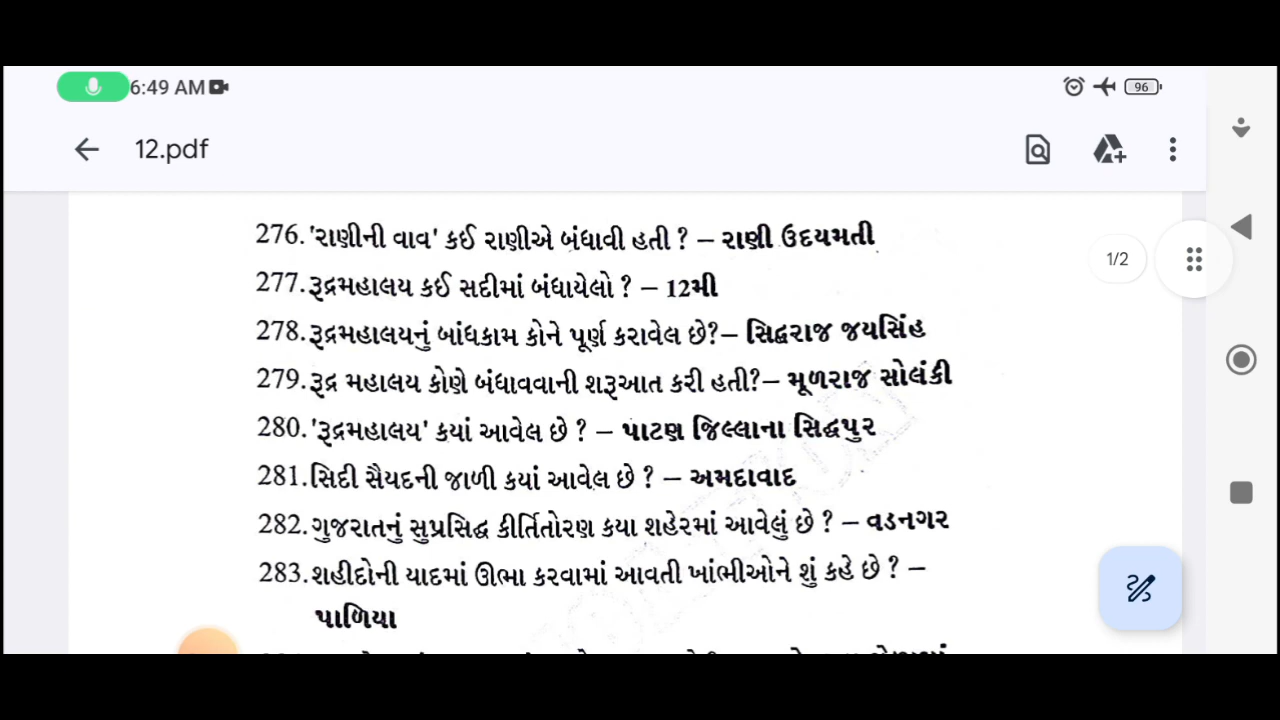 6:49 AM
96
12.pdf
1/2
276. 'રાણીની વાવ' કઈ રાણીએ બંધાવી હતી ? – રાણી ઉદયમતી
277. રૂદ્રમહાલય કઈ સદીમાં બંધાયેલો ? – 12મી
278. રૂદ્રમહાલયનું બાંધકામ કોને પૂર્ણ કરાવેલ છે?– સિદ્ધરાજ જયસિંહ
279. રૂદ્ર મહાલય કોણે બંધાવવાની શરૂઆત કરી હતી?– મૂળરાજ સોલંકી
280. 'રૂદ્રમહાલય' કયાં આવેલ છે ? – પાટણ જિલ્લાના સિદ્ધપુર
281. સિદી સૈયદની જાળી કયાં આવેલ છે ? – અમદાવાદ
282. ગુજરાતનું સુપ્રસિદ્ધ કીર્તિતોરણ કયા શહેરમાં આવેલું છે ? – વડનગર
283. શહીદોની યાદમાં ઊભા કરવામાં આવતી ખાંભીઓને શું કહે છે ? –
પાળિયા